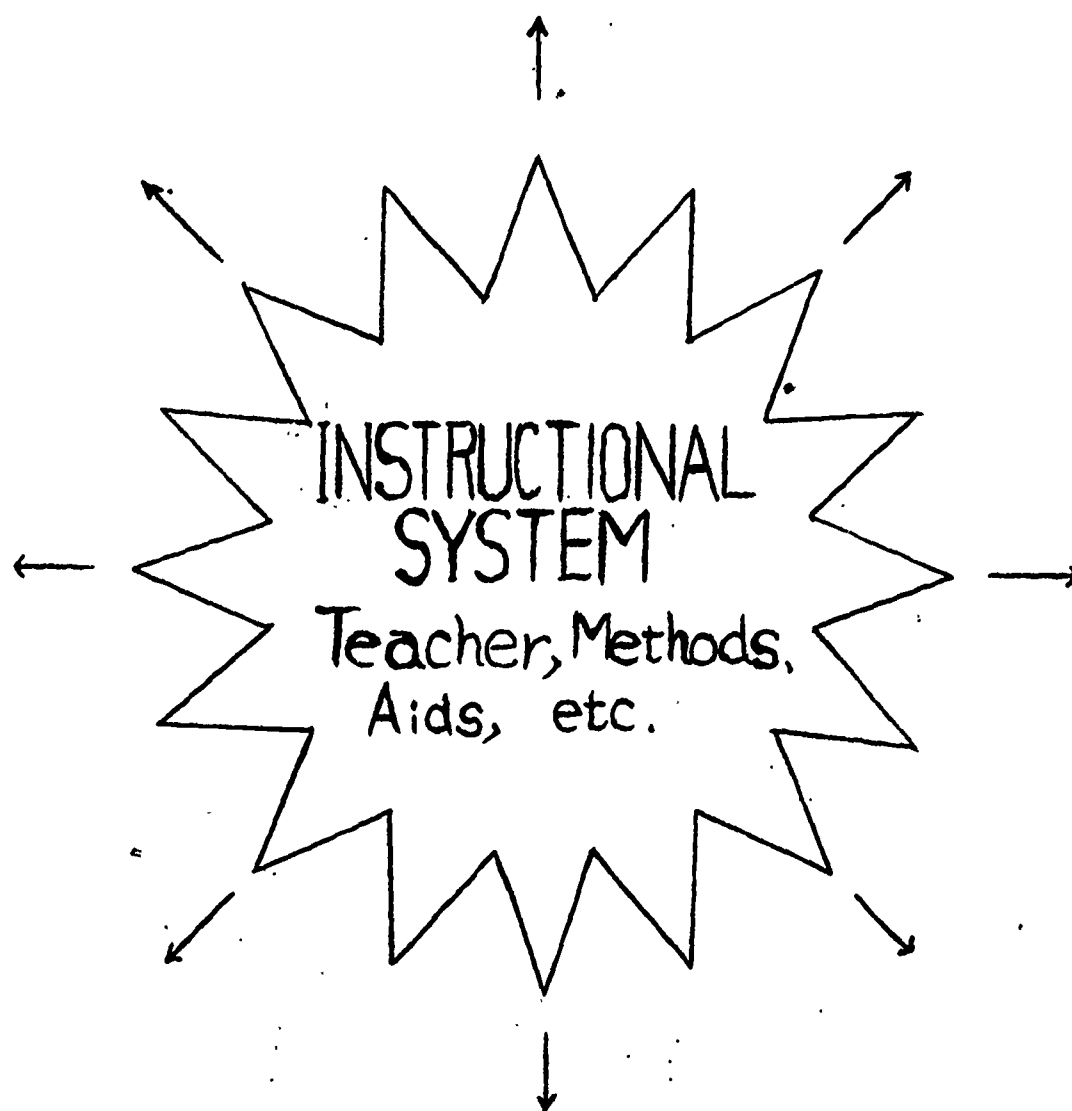 INSTRUCTIONAL
SYSTEM
Teacher, Methods,
Aids, etc.